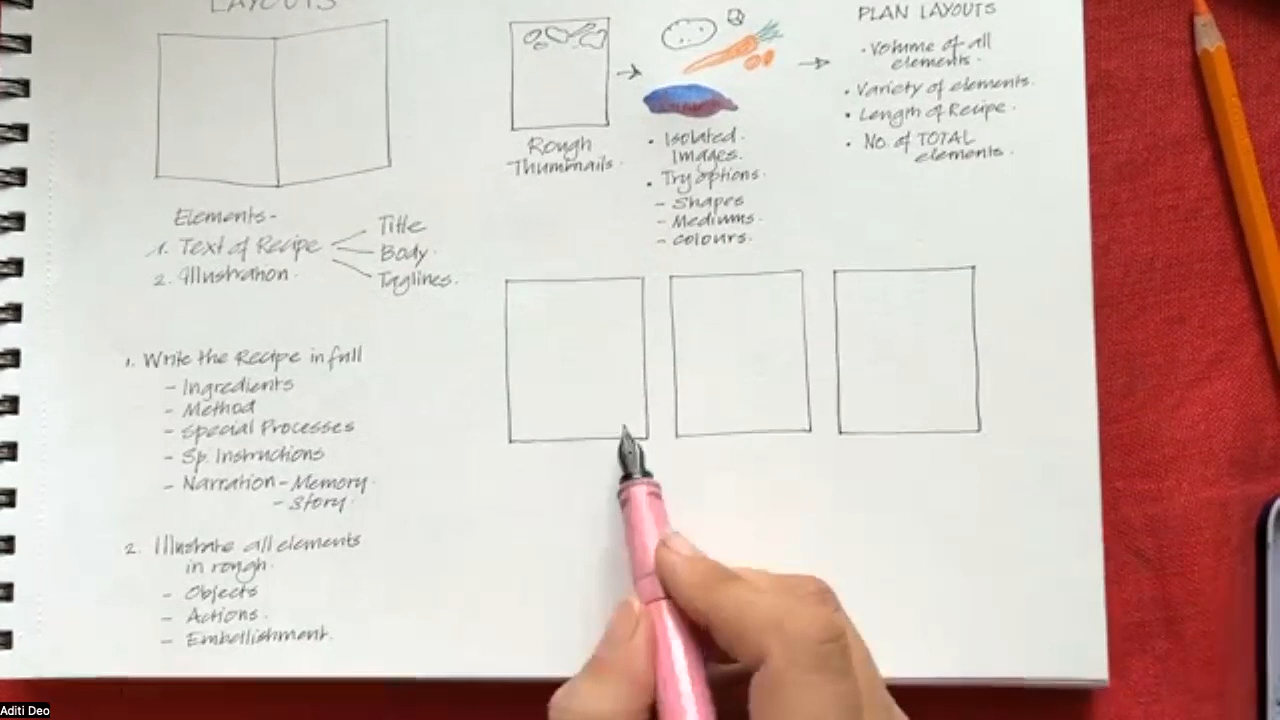 LAYOUTS
Elements-
1. Text of Recipe
2. Illustration.
Title
Body.
Taglines.
1. Write the Recipe in full
- Ingredients
- Method
- Special Processes
- Sp. Instructions
- Narration - Memory.
- Story.
2. Illustrate all elements
in rough.
- Objects
- Actions.
- Embellishment.
Rough
Thumbnails.
• Isolated.
Images.
• Try options.
- Shapes
- Mediums.
- colours.
PLAN LAYOUTS
• Volume of all
elements.
• Variety of elements.
• Length of Recipe.
• No. of TOTAL
elements.
Aditi Deo